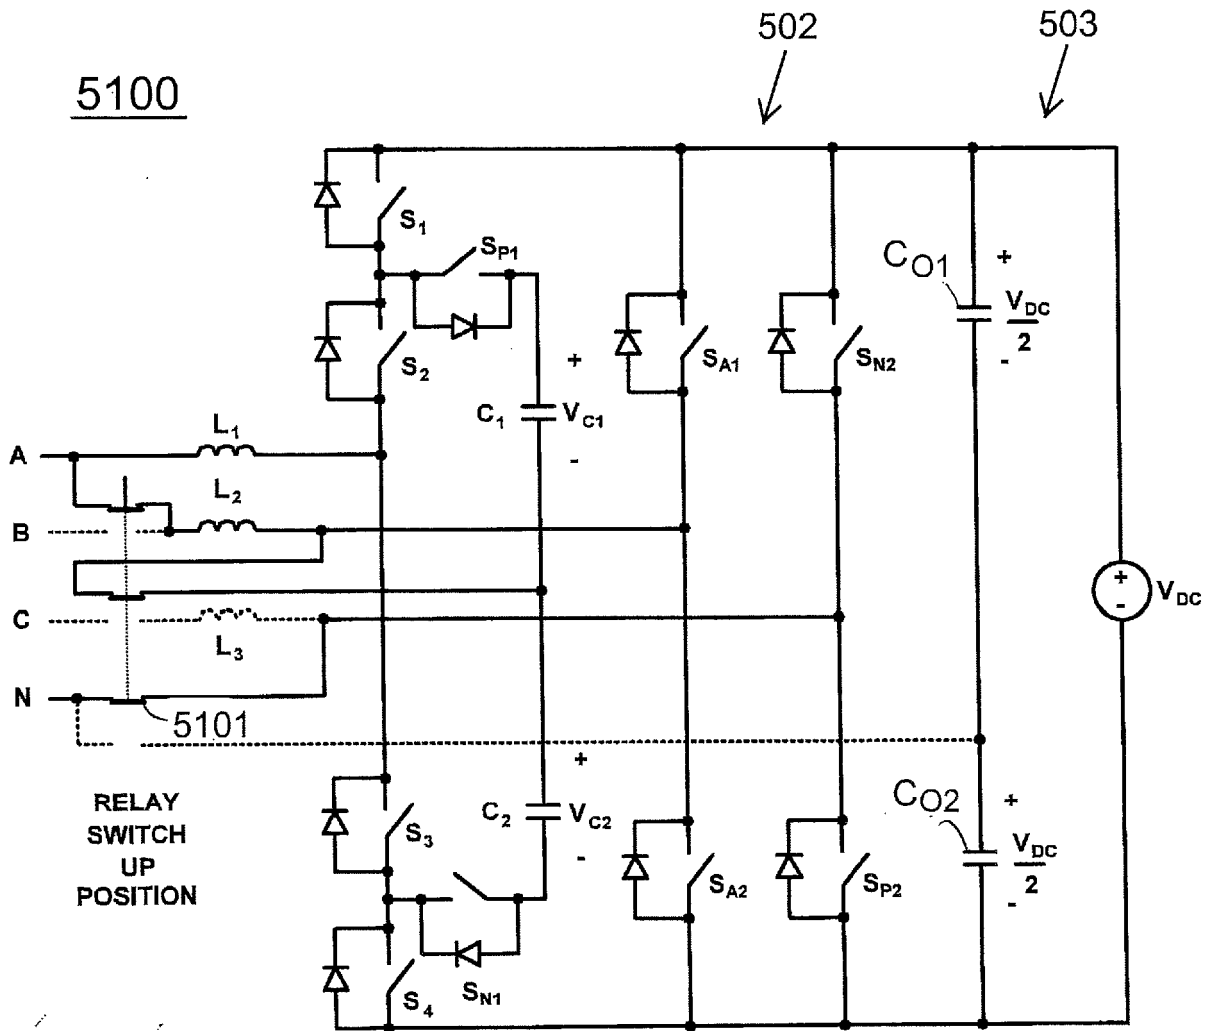 502
503
5100
S1
SP1
S2
C1
+
VC1
-
SA1
SN2
CO1
+
VDC
2
-
A
L1
B
L2
C
L3
N
5101
+
-
VDC
RELAY
SWITCH
UP
POSITION
S3
C2
+
VC2
-
SA2
SP2
CO2
+
VDC
2
-
S4
SN1